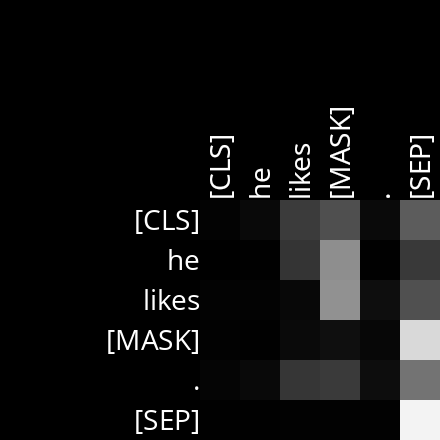 [CLS] he likes [MASK] . [SEP]
[CLS]
he
likes
[MASK]
.
[SEP]